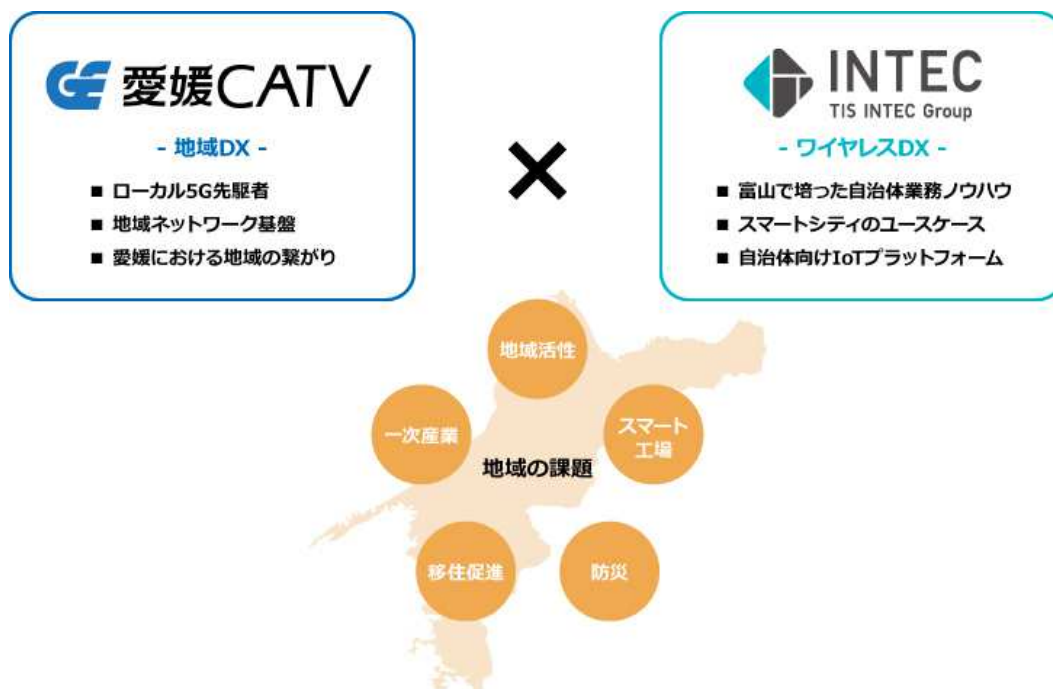 愛媛CATV
- 地域DX -
■ ローカル5G先駆者
■ 地域ネットワーク基盤
■ 愛媛における地域の繋がり
×
INTEC
TIS INTEC Group
- ワイヤレスDX -
■ 富山で培った自治体業務ノウハウ
■ スマートシティのユースケース
■ 自治体向けIoTプラットフォーム
地域活性
一次産業
スマート
工場
地域の課題
移住促進
防災